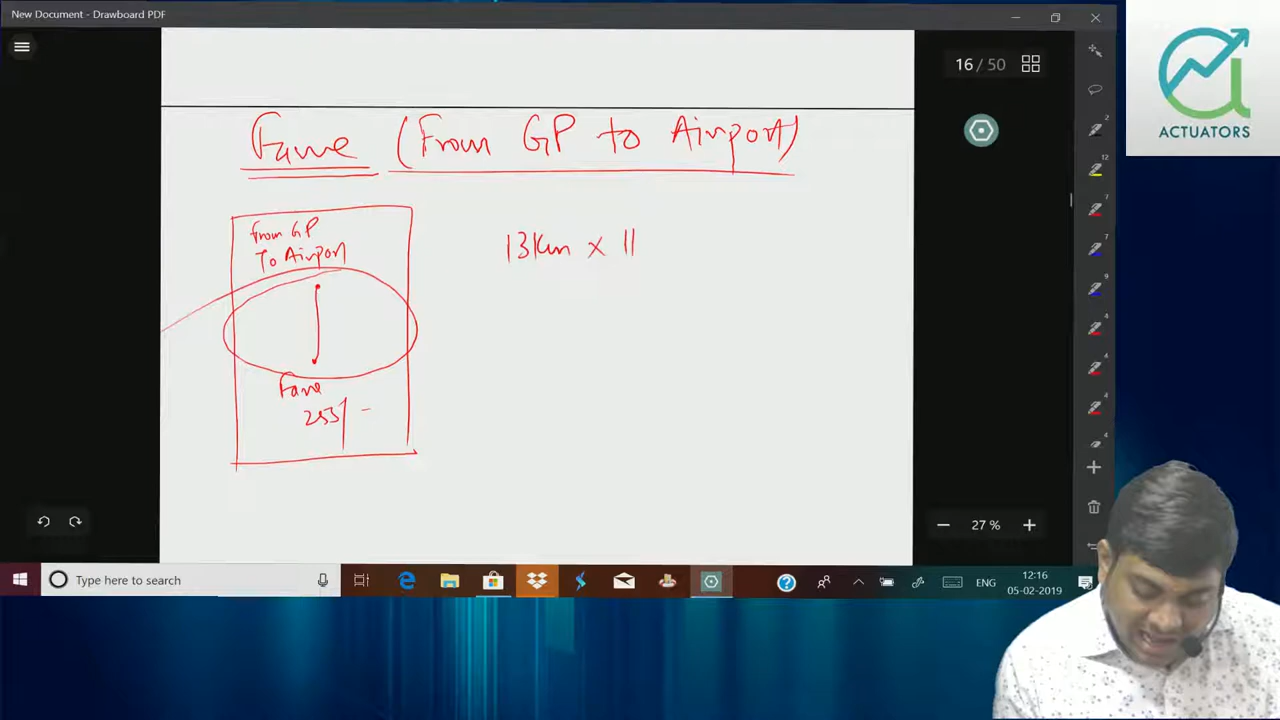 New Document - Drawboard PDF
16 / 50
ACTUATORS
Fare (From GP to Airport)
From GP
To Airport
13km x 11
Fare
253/-
27 %
Type here to search
ENG
12:16
05-02-2019